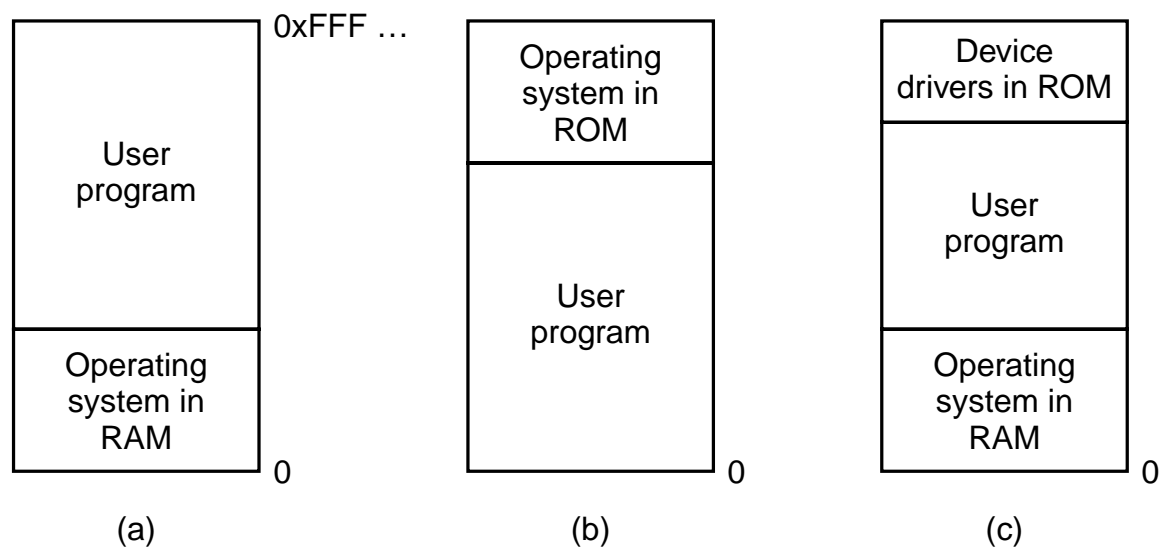 0xFFF …
User
program
Operating
system in
RAM
0
(a)
Operating
system in
ROM
User
program
0
(b)
Device
drivers in ROM
User
program
Operating
system in
RAM
0
(c)